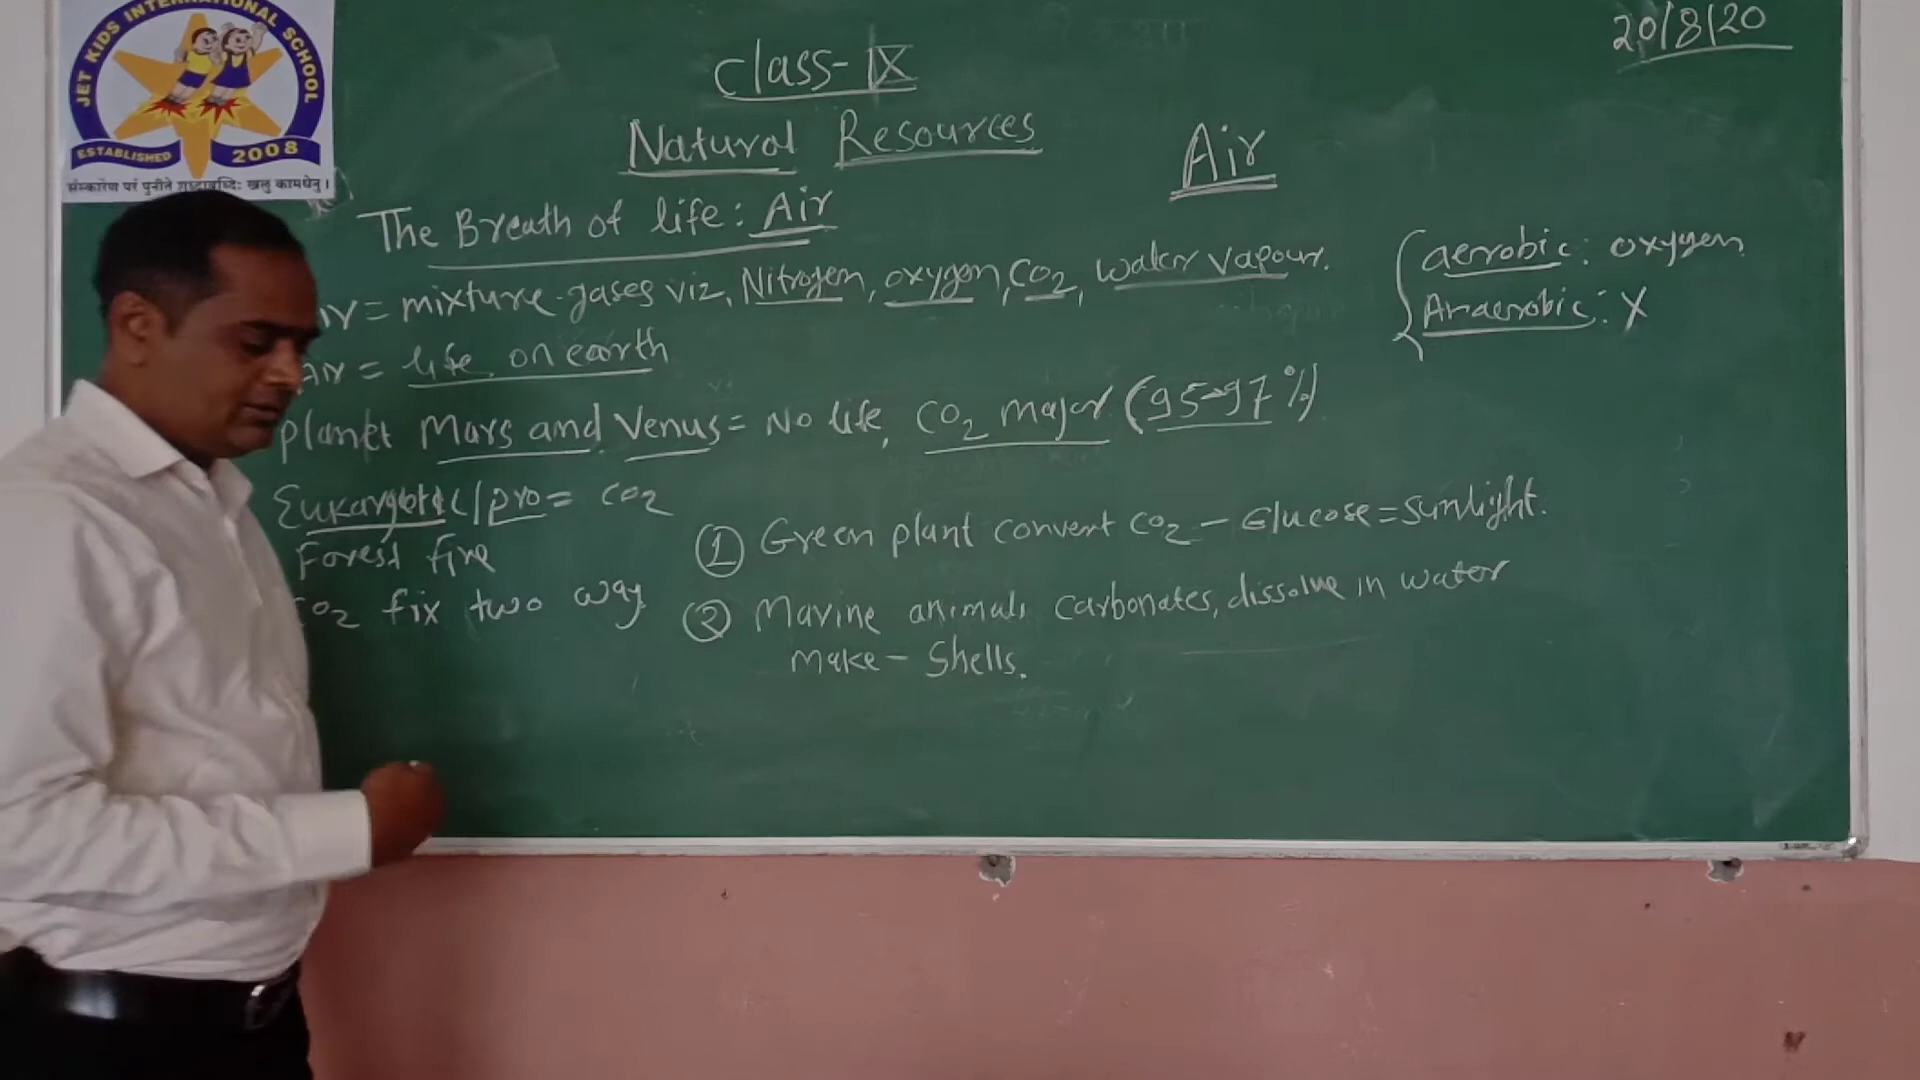 JET KIDS INTERNATIONAL SCHOOL
ESTABLISHED 2008
संस्कारेण परं पुनीते खलु कामधेनु।
20/8/20
Class-IX
Natural Resources
Air
The Breath of life: Air
Air = mixture gases viz, Nitrogen, oxygen, CO2, water vapour.
aerobic: oxygen
Anaerobic: X
Air = life on earth
planet Mars and Venus = No life, CO2 major (95-97%)
Eukaryotic/pro = CO2
Forest fire
CO2 fix two way
① Green plant convert CO2 - Glucose = sunlight.
② Marine animals carbonates, dissolve in water
make - Shells.